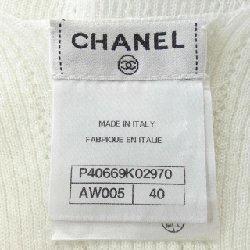 CHANEL
MADE IN ITALY
FABRIQUE EN ITALIE
P40669K02970
AW005 40